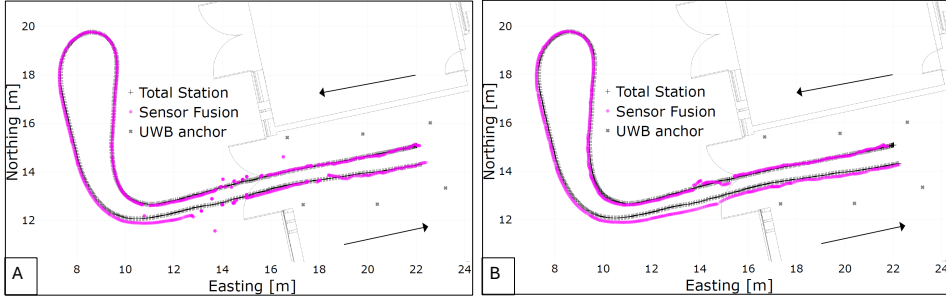 20
18
16
14
12
Northing [m]
Total Station
Sensor Fusion
UWB anchor
8 10 12 14 16 18 20 22 24
Easting [m]
A
20
18
16
14
12
Northing [m]
Total Station
Sensor Fusion
UWB anchor
8 10 12 14 16 18 20 22 24
Easting [m]
B